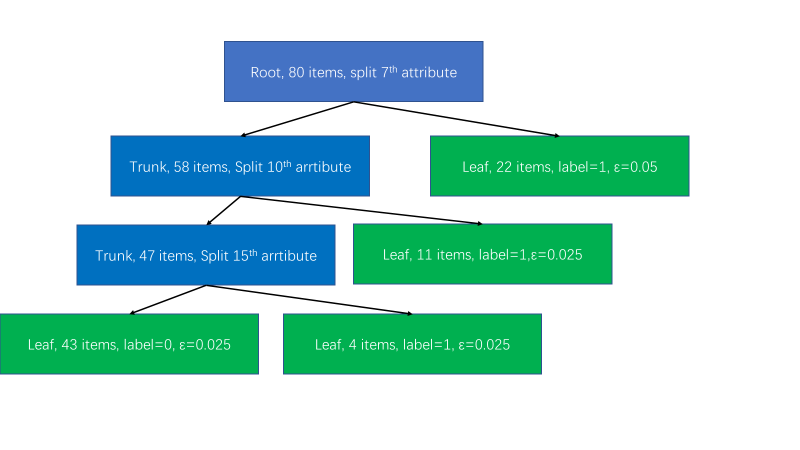 Root, 80 items, split 7th attribute
Trunk, 58 items, Split 10th arrtibute
Leaf, 22 items, label=1, ε=0.05
Trunk, 47 items, Split 15th arrtibute
Leaf, 11 items, label=1,ε=0.025
Leaf, 43 items, label=0, ε=0.025
Leaf, 4 items, label=1, ε=0.025